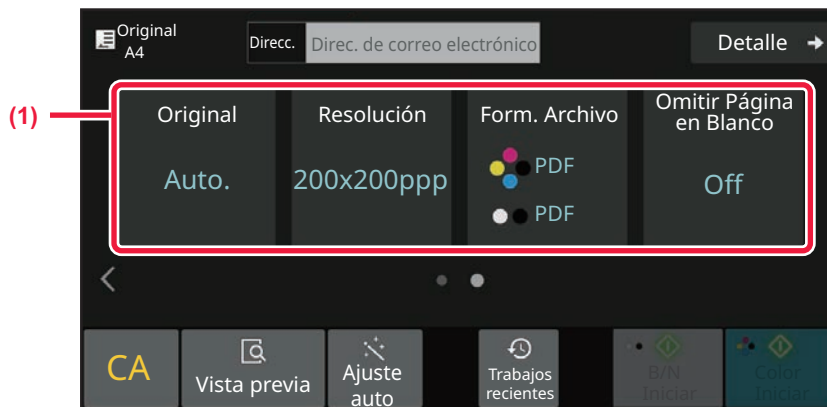 Original
A4
Direcc.
Direc. de correo electrónico
Detalle
(1)
Original
Resolución
Form. Archivo
Omitir Página
en Blanco
Auto.
200x200ppp
PDF
PDF
Off
CA
Vista previa
Ajuste
auto
Trabajos
recientes
B/N
Iniciar
Color
Iniciar